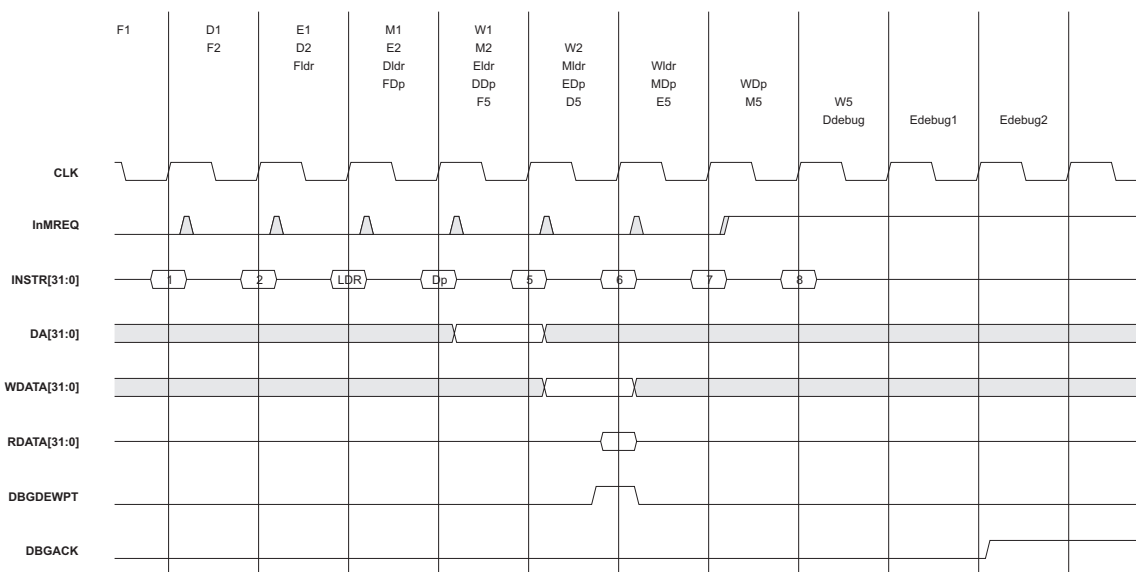 F1 D1 E1 M1 W1
F2 D2 E2 M2 W2
Fldr Dldr Eldr Mldr Wldr
FDp DDp EDp MDp WDp
F5 D5 E5 M5 W5
Ddebug Edebug1 Edebug2
CLK
InMREQ
INSTR[31:0] 1 2 LDR Dp 5 6 7 8
DA[31:0]
WDATA[31:0]
RDATA[31:0]
DBGDEWPT
DBGACK